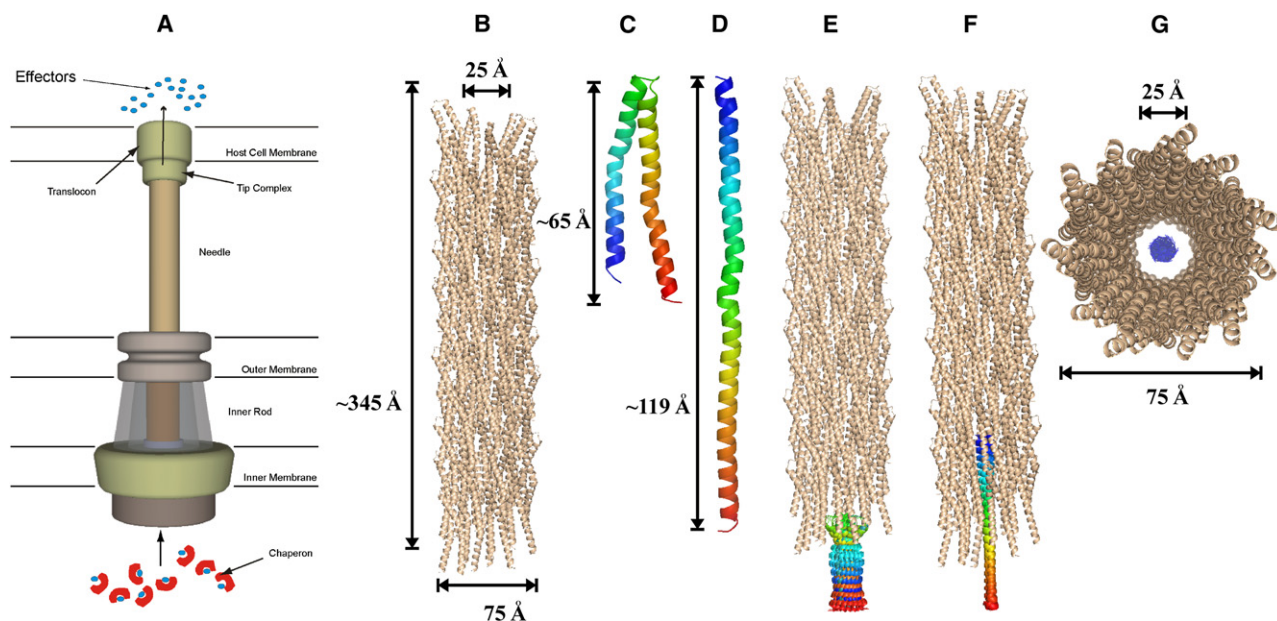 A
B
C
D
E
F
G
Effectors
Host Cell Membrane
Translocon
Tip Complex
Needle
Outer Membrane
Inner Rod
Inner Membrane
Chaperon
25 Å
~345 Å
75 Å
~65 Å
~119 Å
25 Å
75 Å